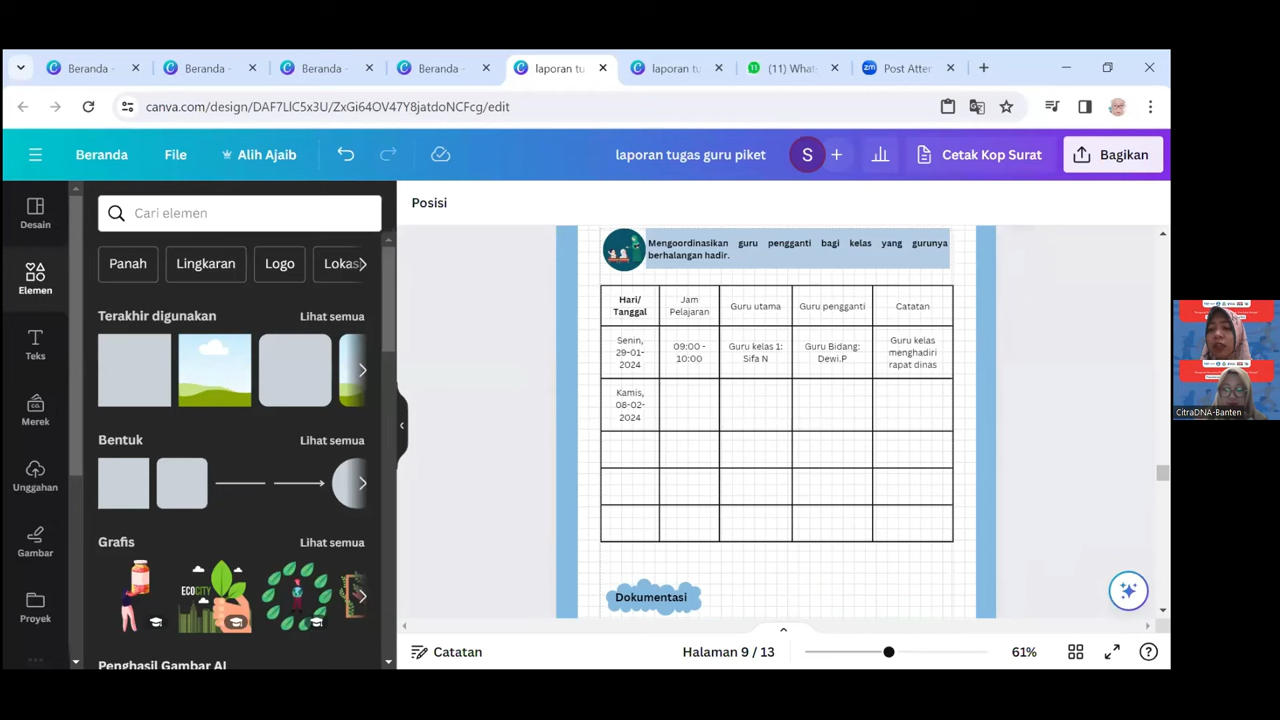 Beranda -
Beranda -
Beranda -
Beranda -
laporan tu
laporan tu
(11) What
Post Atter
canva.com/design/DAF7LlC5x3U/ZxGi64OV47Y8jatdoNCFcg/edit
Beranda
File
Alih Ajaib
laporan tugas guru piket
S
Cetak Kop Surat
Bagikan
Desain
Elemen
Teks
Merek
Unggahan
Gambar
Proyek
Cari elemen
Panah
Lingkaran
Logo
Lokas
Terakhir digunakan
Lihat semua
Bentuk
Lihat semua
Grafis
Lihat semua
ECOCITY
Penghasil Gambar AI
Posisi
Mengoordinasikan guru pengganti bagi kelas yang gurunya
berhalangan hadir.
Hari/
Tanggal
Jam
Pelajaran
Guru utama
Guru pengganti
Catatan
Senin,
29-01-
2024
09:00 -
10:00
Guru kelas 1:
Sifa N
Guru Bidang:
Dewi.P
Guru kelas
menghadiri
rapat dinas
Kamis,
08-02-
2024
Dokumentasi
Catatan
Halaman 9 / 13
61%
CitraDNA-Banten